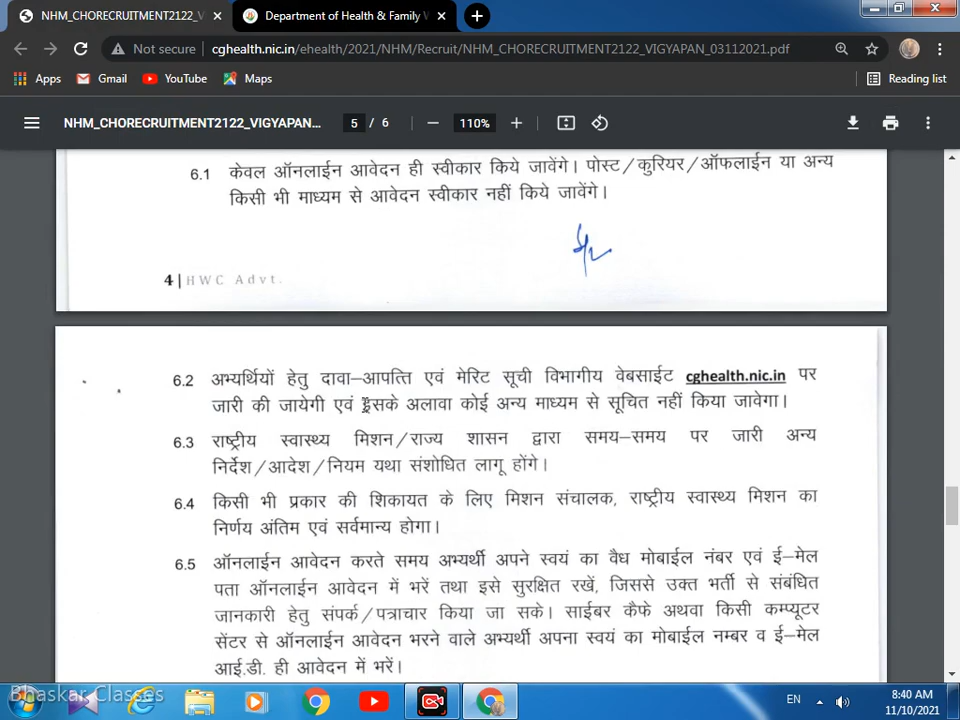 NHM_CHORECRUITMENT2122_VIG
Department of Health & Family W
Not secure
cghealth.nic.in/ehealth/2021/NHM/Recruit/NHM_CHORECRUITMENT2122_VIGYAPAN_03112021.pdf
Apps
Gmail
YouTube
Maps
Reading list
NHM_CHORECRUITMENT2122_VIGYAPAN...
5 / 6
110%
6.1 केवल ऑनलाईन आवेदन ही स्वीकार किये जावेंगे। पोस्ट/कुरियर/ऑफलाईन या अन्य
किसी भी माध्यम से आवेदन स्वीकार नहीं किये जावेंगे।
4|HWC Advt.
6.2 अभ्यर्थियों हेतु दावा–आपत्ति एवं मेरिट सूची विभागीय वेबसाईट cghealth.nic.in पर
जारी की जायेगी एवं इसके अलावा कोई अन्य माध्यम से सूचित नहीं किया जावेगा।
6.3 राष्ट्रीय स्वास्थ्य मिशन/राज्य शासन द्वारा समय–समय पर जारी अन्य
निर्देश/आदेश/नियम यथा संशोधित लागू होंगे।
6.4 किसी भी प्रकार की शिकायत के लिए मिशन संचालक, राष्ट्रीय स्वास्थ्य मिशन का
निर्णय अंतिम एवं सर्वमान्य होगा।
6.5 ऑनलाईन आवेदन करते समय अभ्यर्थी अपने स्वयं का वैध मोबाईल नंबर एवं ई–मेल
पता ऑनलाईन आवेदन में भरें तथा इसे सुरक्षित रखें, जिससे उक्त भर्ती से संबंधित
जानकारी हेतु संपर्क/पत्राचार किया जा सके। साईबर कैफे अथवा किसी कम्प्यूटर
सेंटर से ऑनलाईन आवेदन भरने वाले अभ्यर्थी अपना स्वयं का मोबाईल नम्बर व ई–मेल
आई.डी. ही आवेदन में भरें।
Bhaskar Classes
EN
8:40 AM
11/10/2021